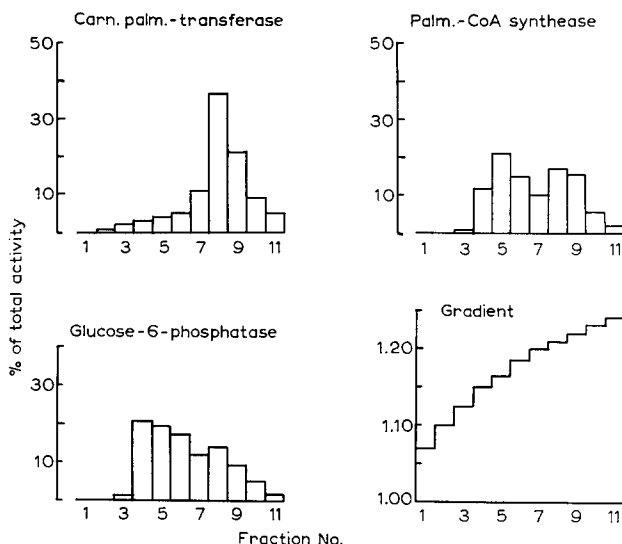 Carn. palm.-transferase
50
30
10
1 3 5 7 9 11
Palm.-CoA synthease
50
30
10
1 3 5 7 9 11
% of total activity
Glucose-6-phosphatase
30
10
1 3 5 7 9 11
Gradient
1.20
1.10
1.00
1 3 5 7 9 11
Fraction No.